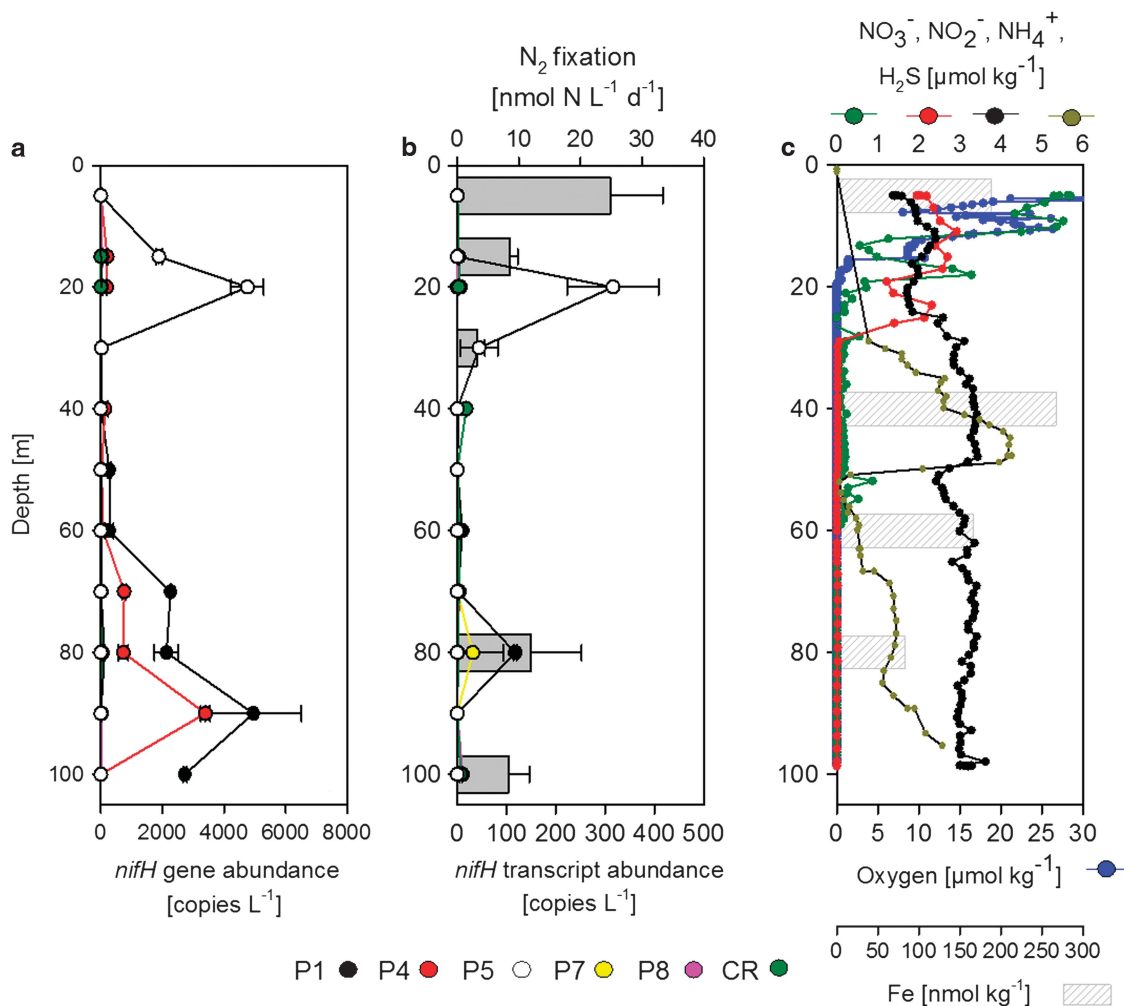 a
0
20
40
60
80
100
Depth [m]
0 2000 4000 6000 8000
nifH gene abundance
[copies L⁻¹]
N₂ fixation
[nmol N L⁻¹ d⁻¹]
0 10 20 30 40
b
0
20
40
60
80
100
0 100 200 300 400 500
nifH transcript abundance
[copies L⁻¹]
NO₃⁻, NO₂⁻, NH₄⁺,
H₂S [µmol kg⁻¹]
0 1 2 3 4 5 6
c
0
20
40
60
80
100
0 5 10 15 20 25 30
Oxygen [µmol kg⁻¹]
0 50 100 150 200 250 300
Fe [nmol kg⁻¹]
P1 P4 P5 P7 P8 CR